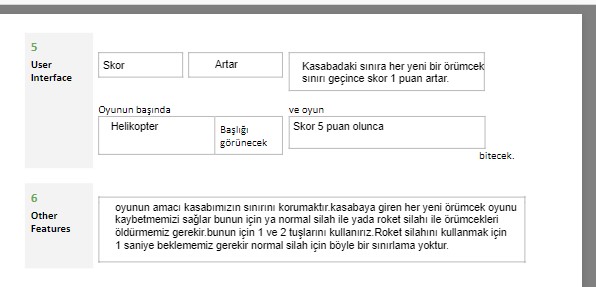 5
User
Interface
Skor
Artar
Kasabadaki sınıra her yeni bir örümcek
sınırı geçince skor 1 puan artar.
Oyunun başında
Helikopter
Başlığı
görünecek
ve oyun
Skor 5 puan olunca
bitecek.
6
Other
Features
oyunun amacı kasabımızın sınırını korumaktır.kasabaya giren her yeni örümcek oyunu
kaybetmemizi sağlar bunun için ya normal silah ile yada roket silahı ile örümcekleri
öldürmemiz gerekir.bunun için 1 ve 2 tuşlarını kullanırız.Roket silahını kullanmak için
1 saniye beklememiz gerekir normal silah için böyle bir sınırlama yoktur.